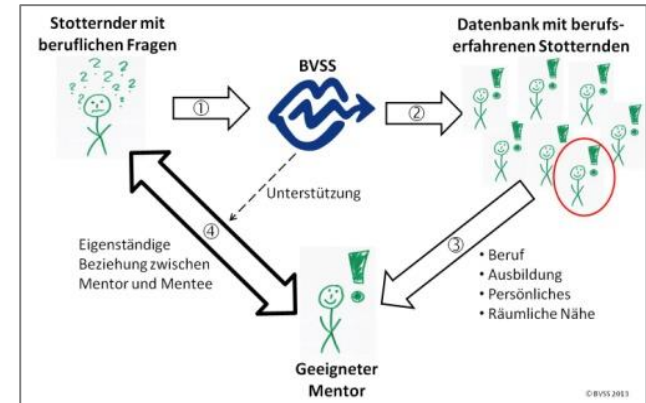 Stotternder mit
beruflichen Fragen
BVSS
Datenbank mit berufs-
erfahrenen Stotternden
①
②
Unterstützung
④
Eigenständige
Beziehung zwischen
Mentor und Mentee
③
• Beruf
• Ausbildung
• Persönliches
• Räumliche Nähe
Geeigneter
Mentor
© BVSS 2013